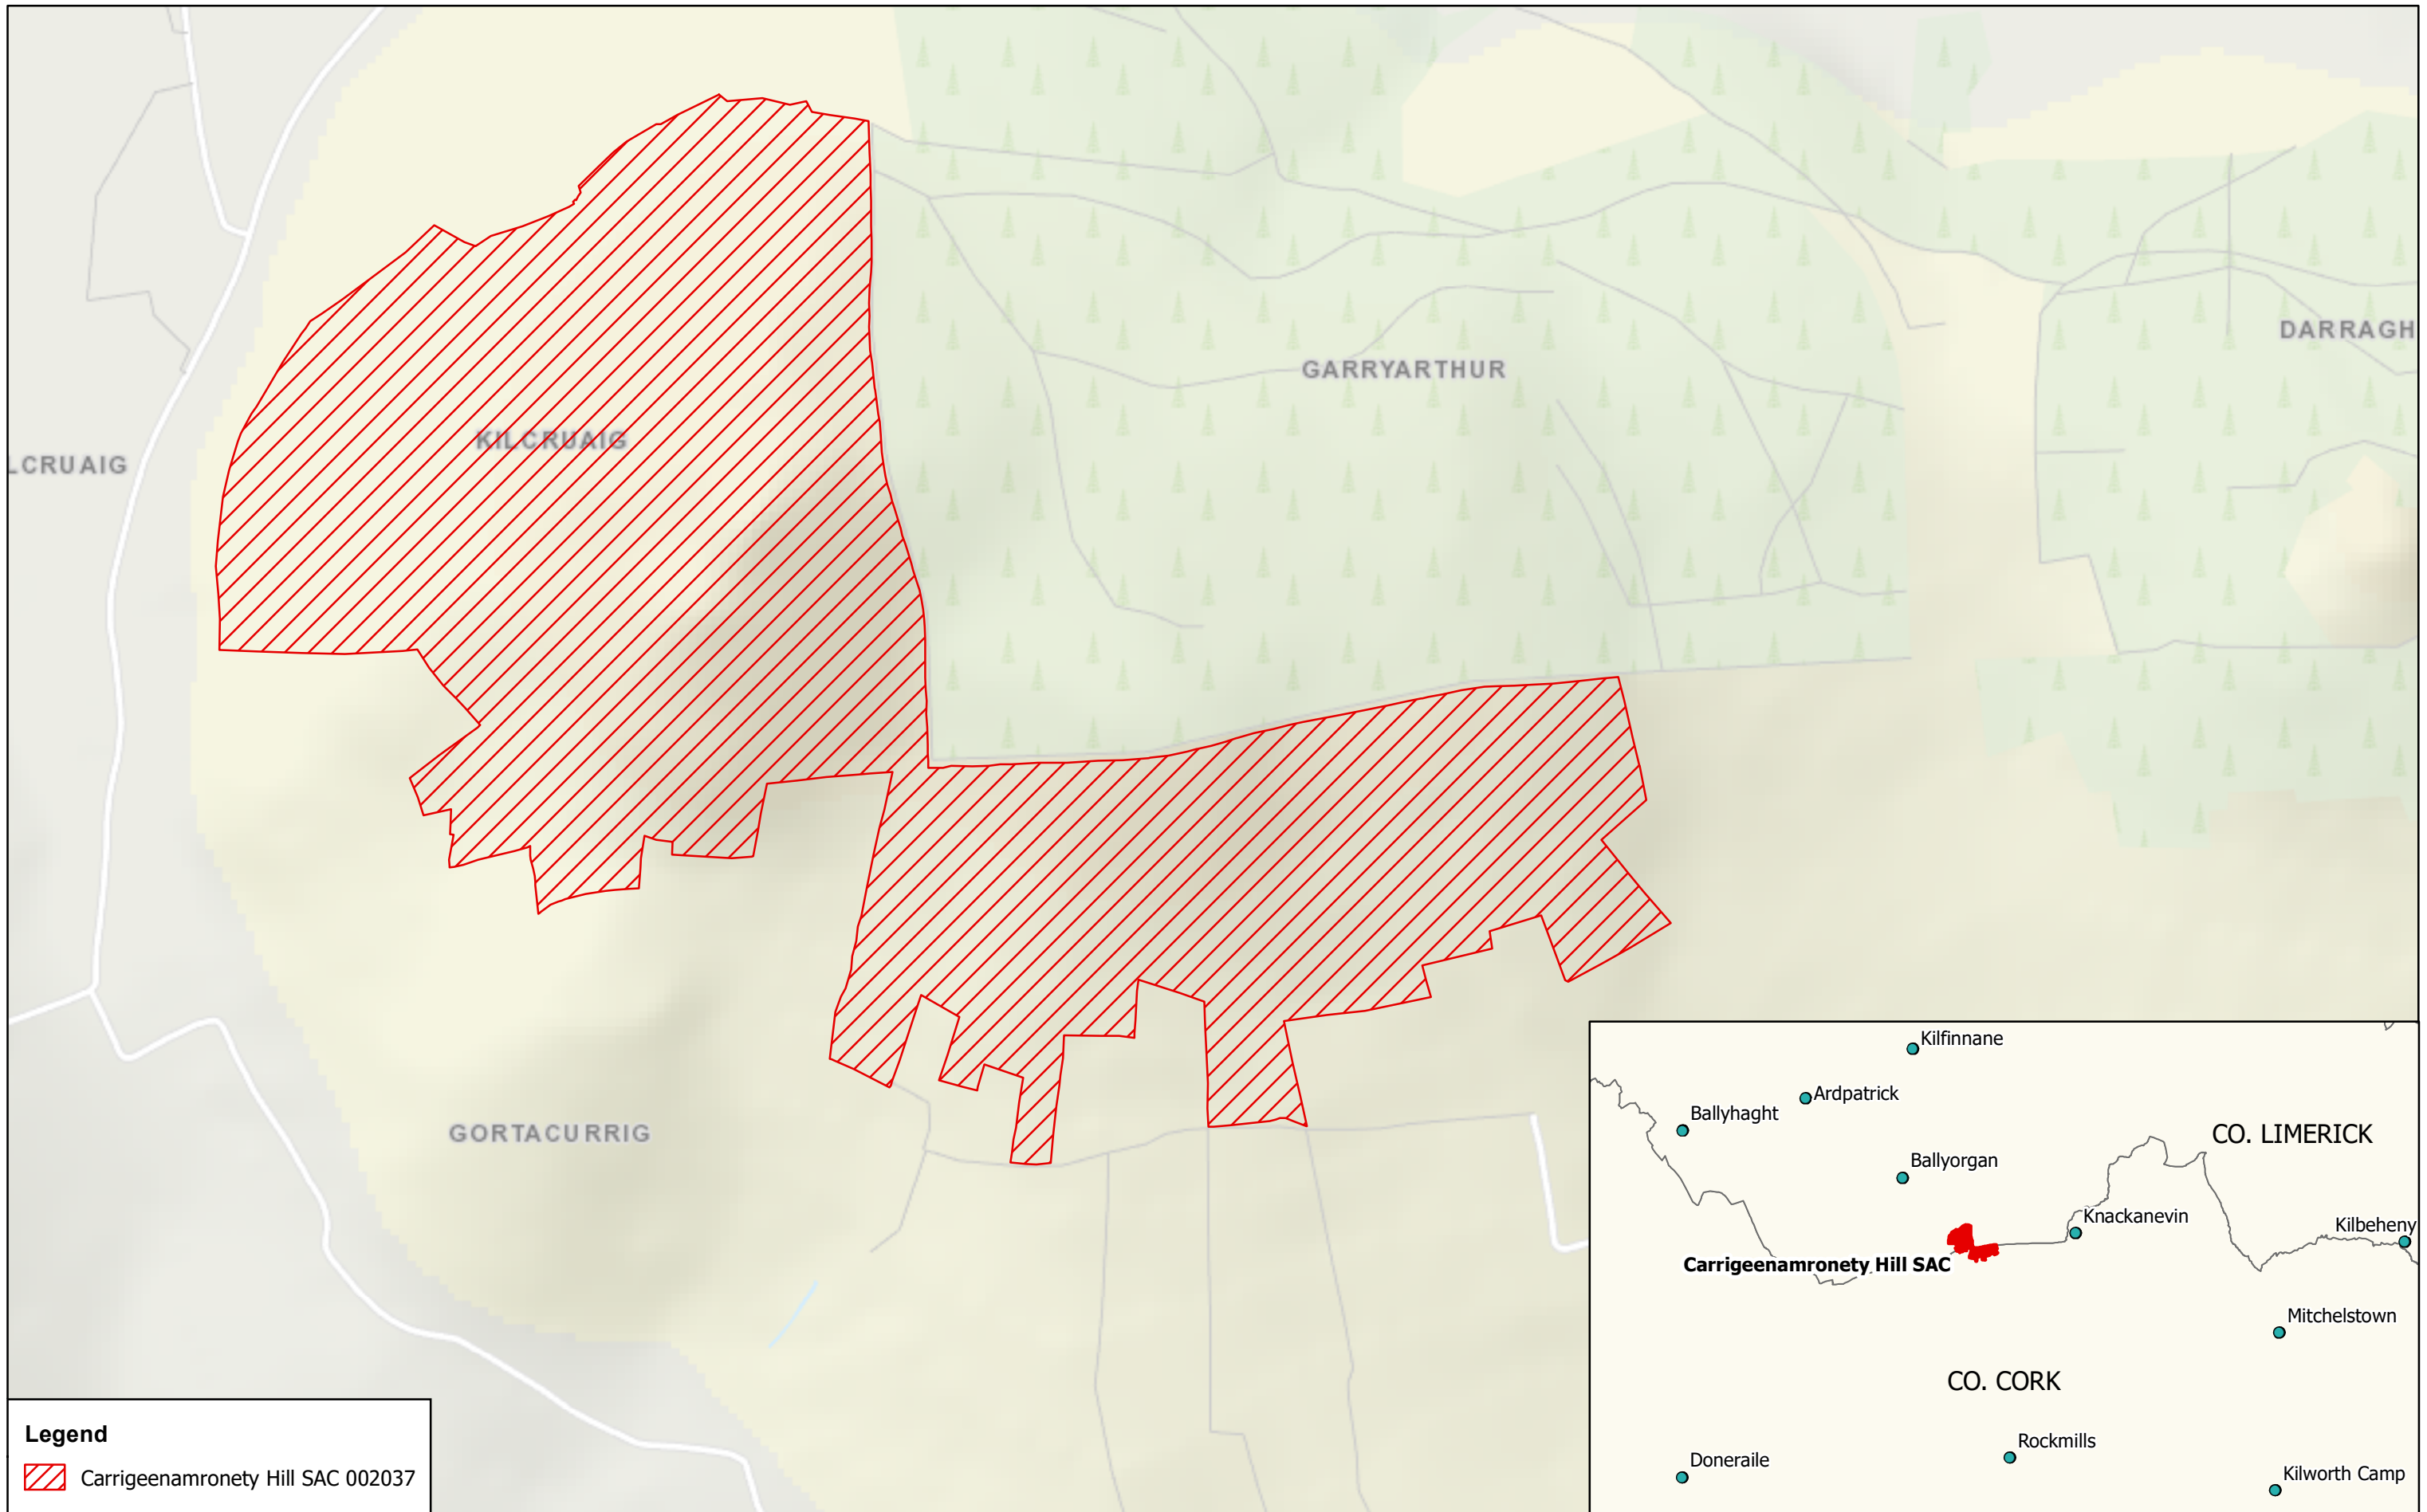 GARRYARTHUR
DARRAGH
KILCRUAIG
LCRUAIG
GORTACURRIG
Kilfinnane
Ardpatrick
Ballyhaght
CO. LIMERICK
Ballyorgan
Knackanevin
Kilbeheny
Carrigeenamronety Hill SAC
Mitchelstown
CO. CORK
Rockmills
Doneraile
Kilworth Camp
Legend
Carrigeenamronety Hill SAC 002037